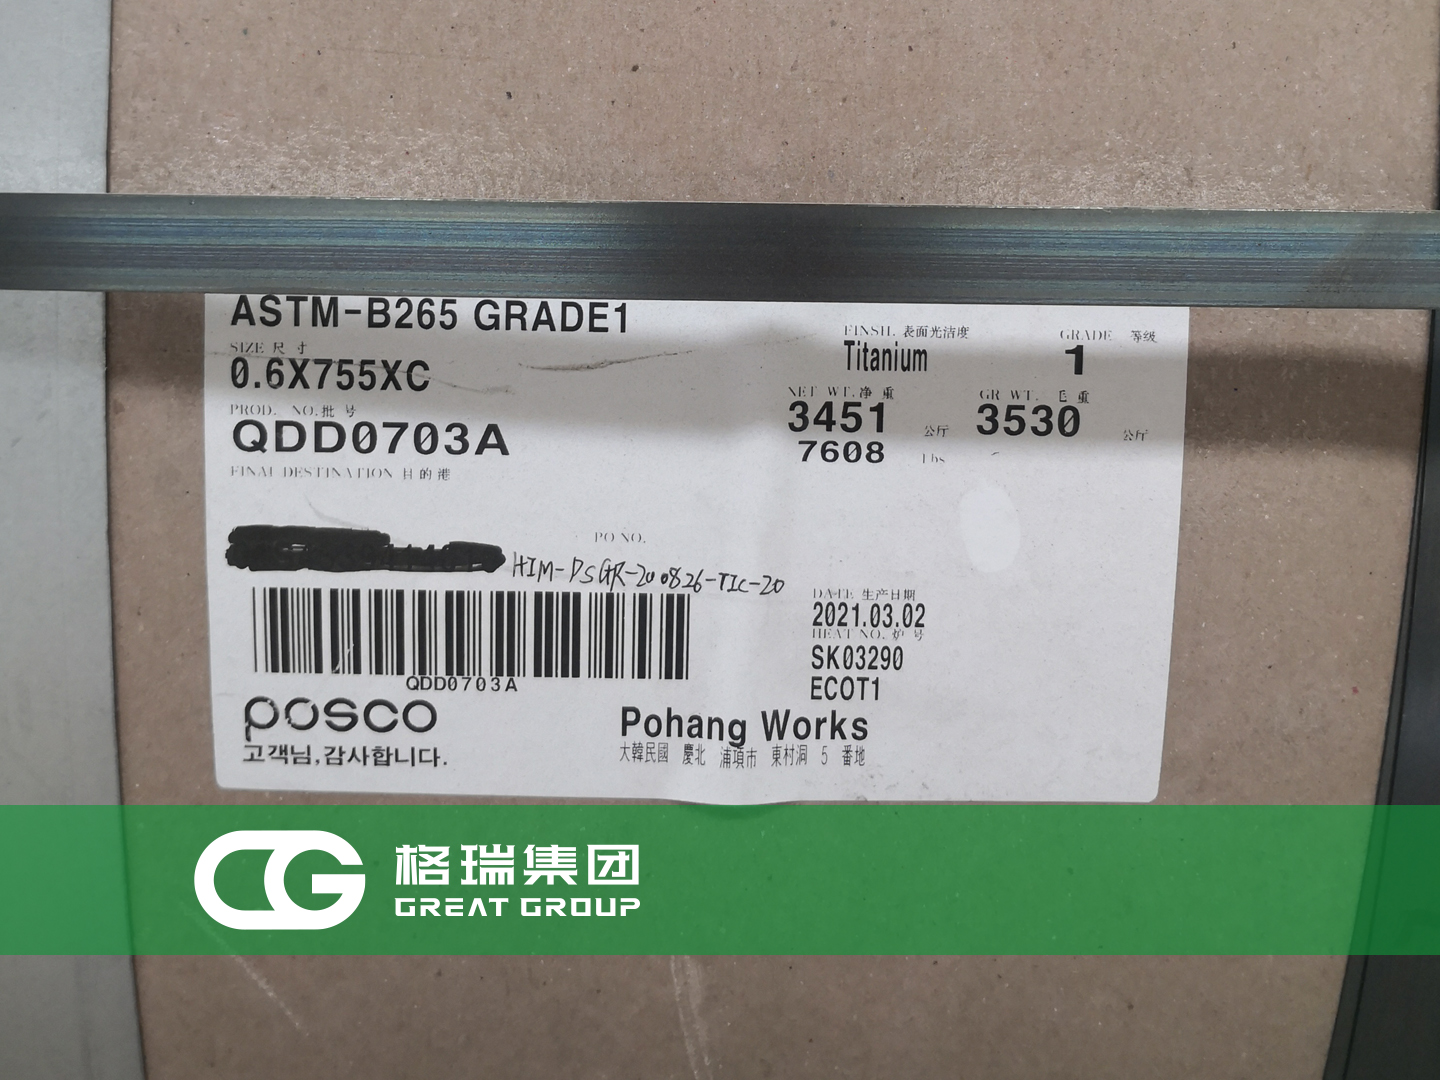 ASTM-B265 GRADE1
FINSH. 表面光洁度 GRADE 等级
Titanium 1
SIZE 尺寸
0.6X755XC
NET WT.净重 GR WT. 毛重
3451 公斤 3530 公斤
7608 Lbs
PROD. NO.批号
QDD0703A
FINAL DESTINATION 目的港
PO NO.
HIM-DSGR-200826-TIC-20
DATE 生产日期
2021.03.02
HEAT NO. 炉号
SK03290
ECOT1
QDD0703A
posco
고객님,감사합니다.
Pohang Works
大韓民國 慶北 浦項市 東村洞 5 番地
CG 格瑞集团
GREAT GROUP